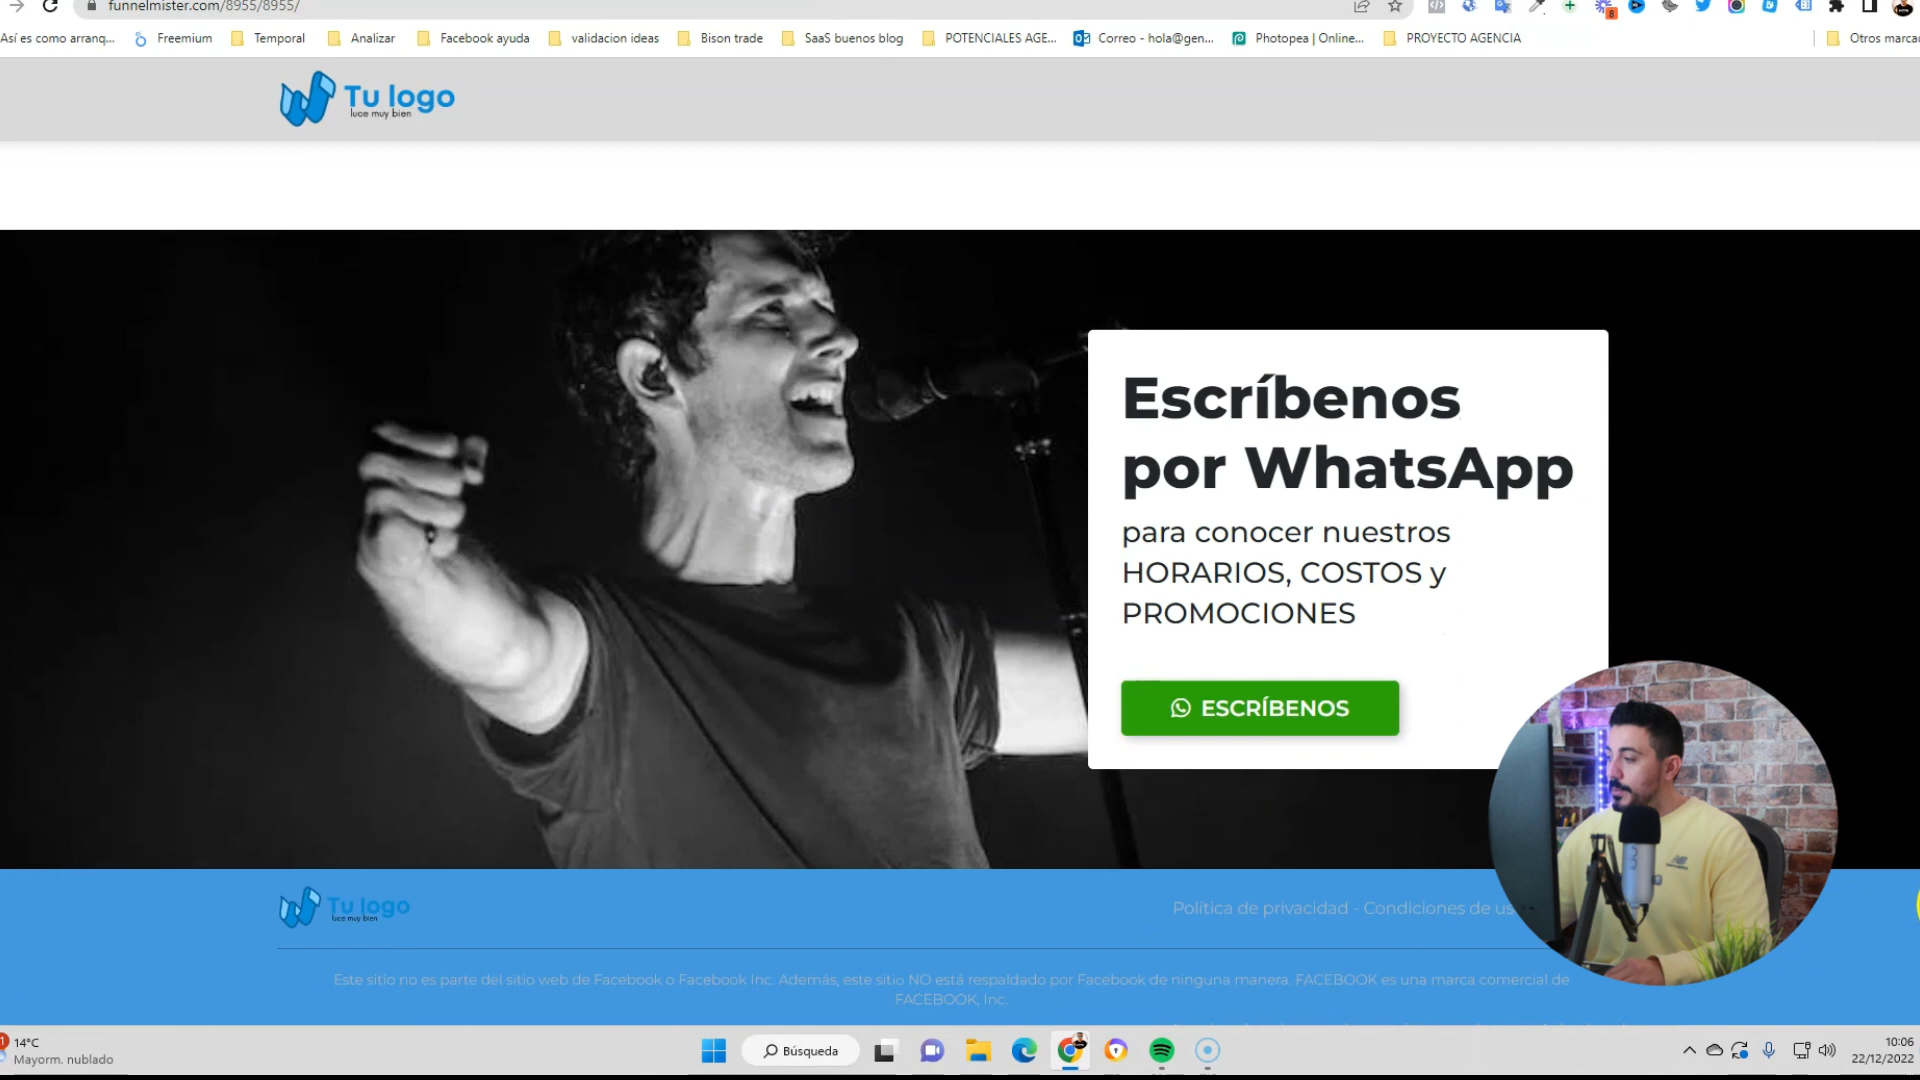 funnelmister.com/8955/8955/
Así es como arranq...
Freemium
Temporal
Analizar
Facebook ayuda
validacion ideas
Bison trade
SaaS buenos blog
POTENCIALES AGE...
Correo - hola@gen...
Photopea | Online...
PROYECTO AGENCIA
Otros marca
Tu logo
luce muy bien
Escríbenos
por WhatsApp
para conocer nuestros
HORARIOS, COSTOS y
PROMOCIONES
ESCRÍBENOS
Tu logo
luce muy bien
Política de privacidad - Condiciones de us
Este sitio no es parte del sitio web de Facebook o Facebook Inc. Además, este sitio NO está respaldado por Facebook de ninguna manera. FACEBOOK es una marca comercial de
FACEBOOK, Inc.
14°C
Mayorm. nublado
Búsqueda
10:06
22/12/2022